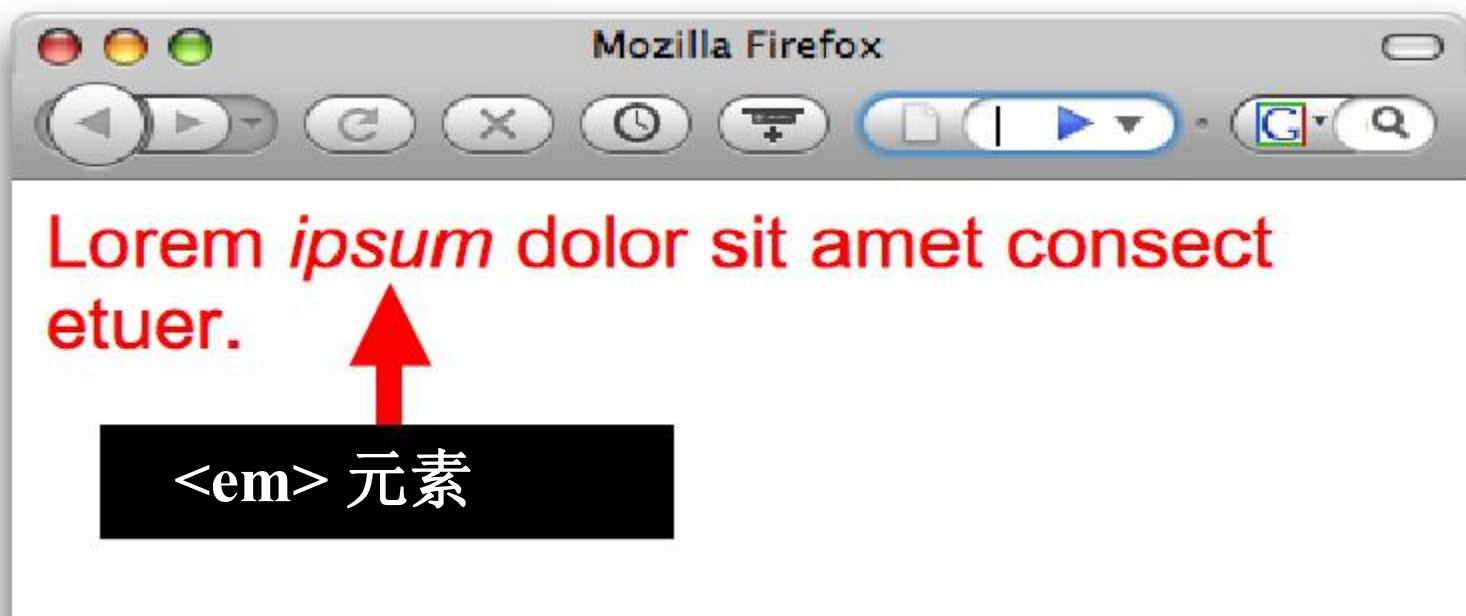 Mozilla Firefox
G
Lorem ipsum dolor sit amet consect
etuer.
<em> 元素